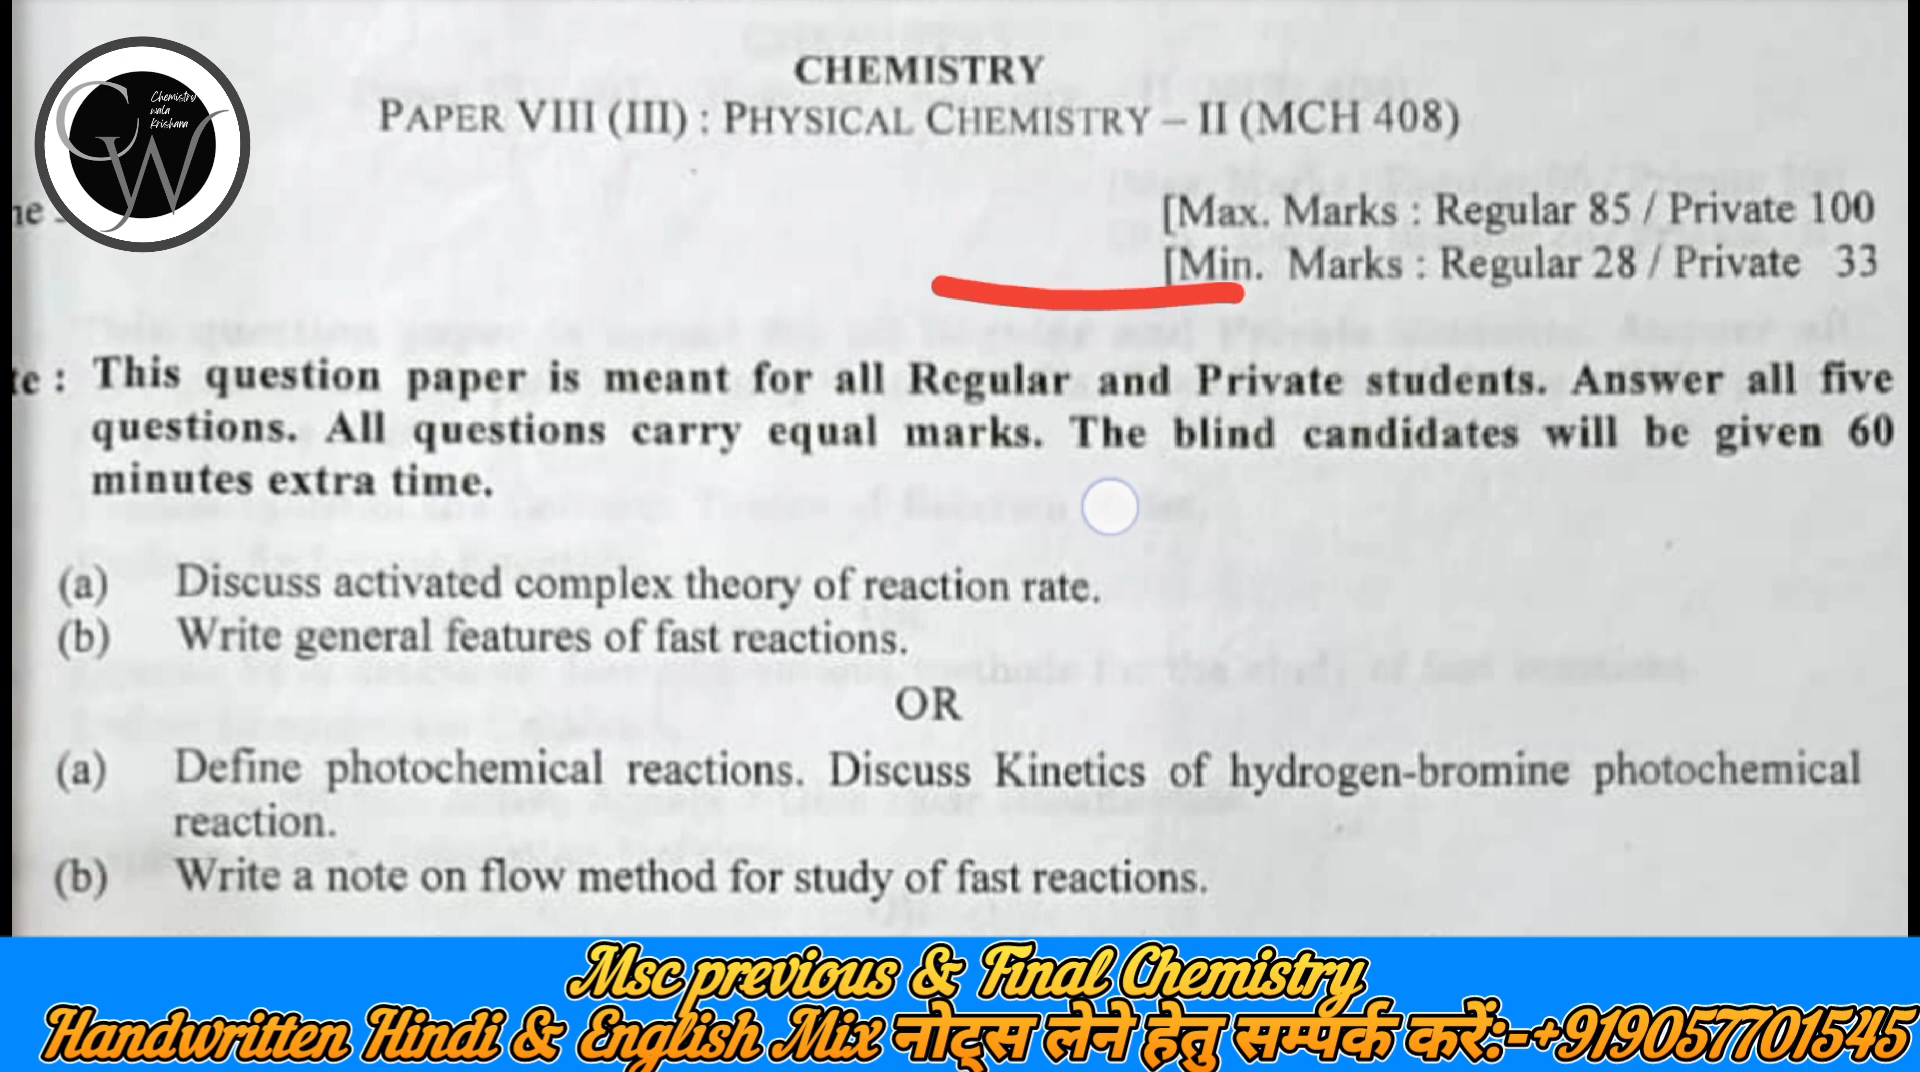 Chemistry
wala
Krishana
CW
CHEMISTRY
PAPER VIII (III) : PHYSICAL CHEMISTRY – II (MCH 408)
[Max. Marks : Regular 85 / Private 100
[Min. Marks : Regular 28 / Private 33
te : This question paper is meant for all Regular and Private students. Answer all five
questions. All questions carry equal marks. The blind candidates will be given 60
minutes extra time.
(a) Discuss activated complex theory of reaction rate.
(b) Write general features of fast reactions.
OR
(a) Define photochemical reactions. Discuss Kinetics of hydrogen-bromine photochemical
reaction.
(b) Write a note on flow method for study of fast reactions.
Msc previous & Final Chemistry
Handwritten Hindi & English Mix नोट्स लेने हेतु सम्पर्क करें:-+919057701545